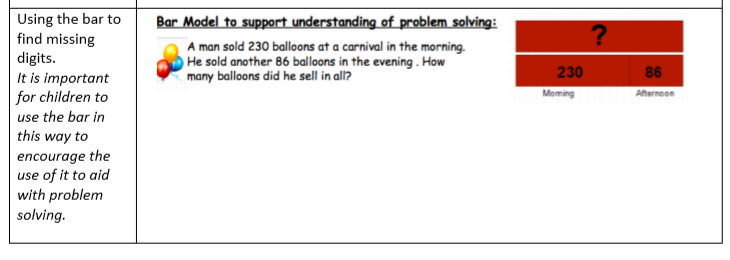 Using the bar to
find missing
digits.
It is important
for children to
use the bar in
this way to
encourage the
use of it to aid
with problem
solving.
Bar Model to support understanding of problem solving:
A man sold 230 balloons at a carnival in the morning.
He sold another 86 balloons in the evening . How
many balloons did he sell in all?
?
230 86
Morning Afternoon